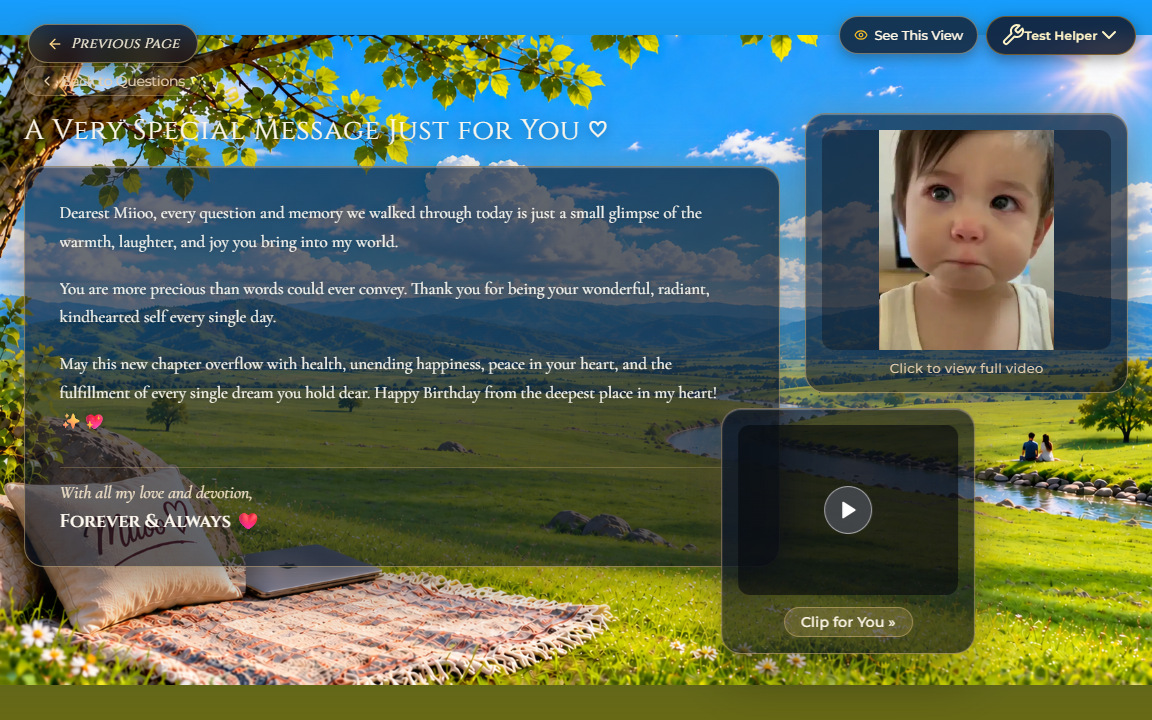 PREVIOUS PAGE
See This View
Test Helper
Back to Questions
A VERY SPECIAL MESSAGE JUST FOR YOU ♡
Dearest Miioo, every question and memory we walked through today is just a small glimpse of the
warmth, laughter, and joy you bring into my world.
You are more precious than words could ever convey. Thank you for being your wonderful, radiant,
kindhearted self every single day.
May this new chapter overflow with health, unending happiness, peace in your heart, and the
fulfillment of every single dream you hold dear. Happy Birthday from the deepest place in my heart!
✨ 💖
With all my love and devotion,
FOREVER & ALWAYS ❤️
Miioo♡
Click to view full video
Clip for You »